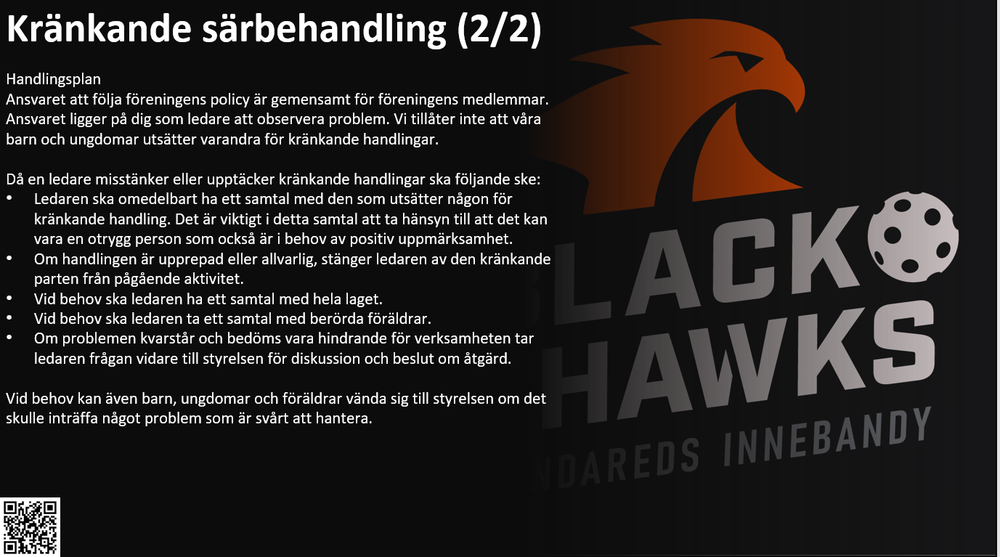 Kränkande särbehandling (2/2)
Handlingsplan
Ansvaret att följa föreningens policy är gemensamt för föreningens medlemmar.
Ansvaret ligger på dig som ledare att observera problem. Vi tillåter inte att våra
barn och ungdomar utsätter varandra för kränkande handlingar.
Då en ledare misstänker eller upptäcker kränkande handlingar ska följande ske:
• Ledaren ska omedelbart ha ett samtal med den som utsätter någon för
kränkande handling. Det är viktigt i detta samtal att ta hänsyn till att det kan
vara en otrygg person som också är i behov av positiv uppmärksamhet.
• Om handlingen är upprepad eller allvarlig, stänger ledaren av den kränkande
parten från pågående aktivitet.
• Vid behov ska ledaren ha ett samtal med hela laget.
• Vid behov ska ledaren ta ett samtal med berörda föräldrar.
• Om problemen kvarstår och bedöms vara hindrande för verksamheten tar
ledaren frågan vidare till styrelsen för diskussion och beslut om åtgärd.
Vid behov kan även barn, ungdomar och föräldrar vända sig till styrelsen om det
skulle inträffa något problem som är svårt att hantera.
BLACK
HAWKS
NDAREDS INNEBANDY